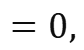 = 0,